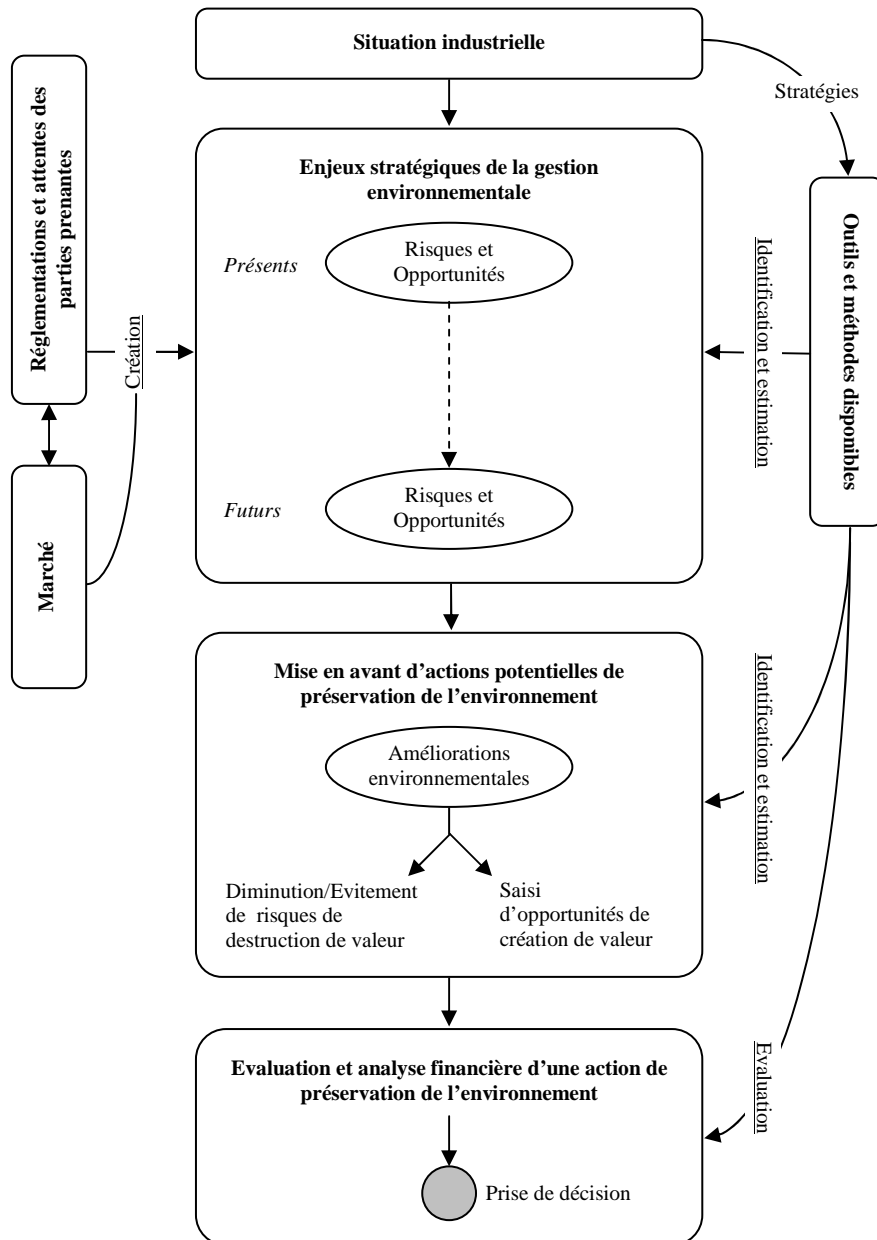 Situation industrielle
Stratégies
Réglementations et attentes des
parties prenantes
Enjeux stratégiques de la gestion
environnementale
Présents
Risques et
Opportunités
Création
Identification et estimation
Outils et méthodes disponibles
Futurs
Risques et
Opportunités
Marché
Mise en avant d’actions potentielles de
préservation de l’environnement
Améliorations
environnementales
Identification et estimation
Diminution/Evitement
de risques de
destruction de valeur
Saisi
d’opportunités de
création de valeur
Evaluation et analyse financière d’une action de
préservation de l’environnement
Evaluation
Prise de décision